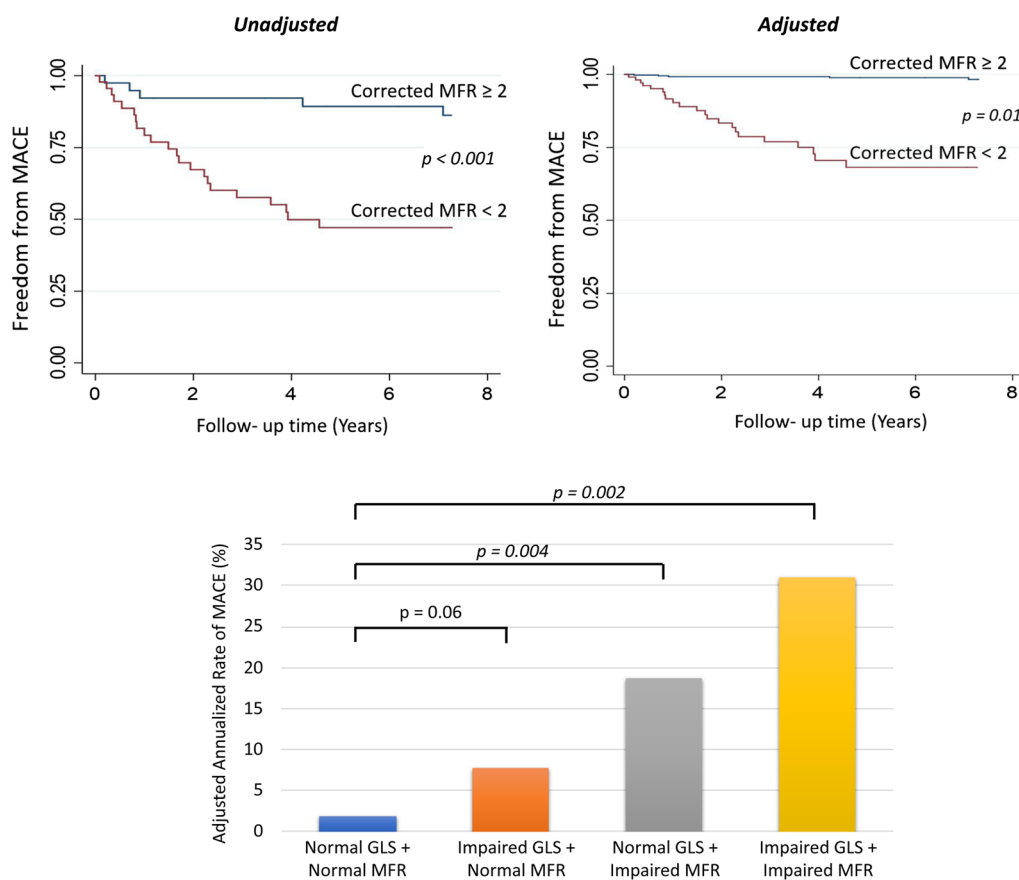 Unadjusted
Freedom from MACE
1.00
0.75
0.50
0.25
0.00
Corrected MFR ≥ 2
p < 0.001
Corrected MFR < 2
0 2 4 6 8
Follow- up time (Years)
Adjusted
Freedom from MACE
1.00
0.75
0.50
0.25
0.00
Corrected MFR ≥ 2
p = 0.01
Corrected MFR < 2
0 2 4 6 8
Follow- up time (Years)
Adjusted Annualized Rate of MACE (%)
p = 0.002
p = 0.004
p = 0.06
35
30
25
20
15
10
5
0
Normal GLS +
Normal MFR
Impaired GLS +
Normal MFR
Normal GLS +
Impaired MFR
Impaired GLS +
Impaired MFR